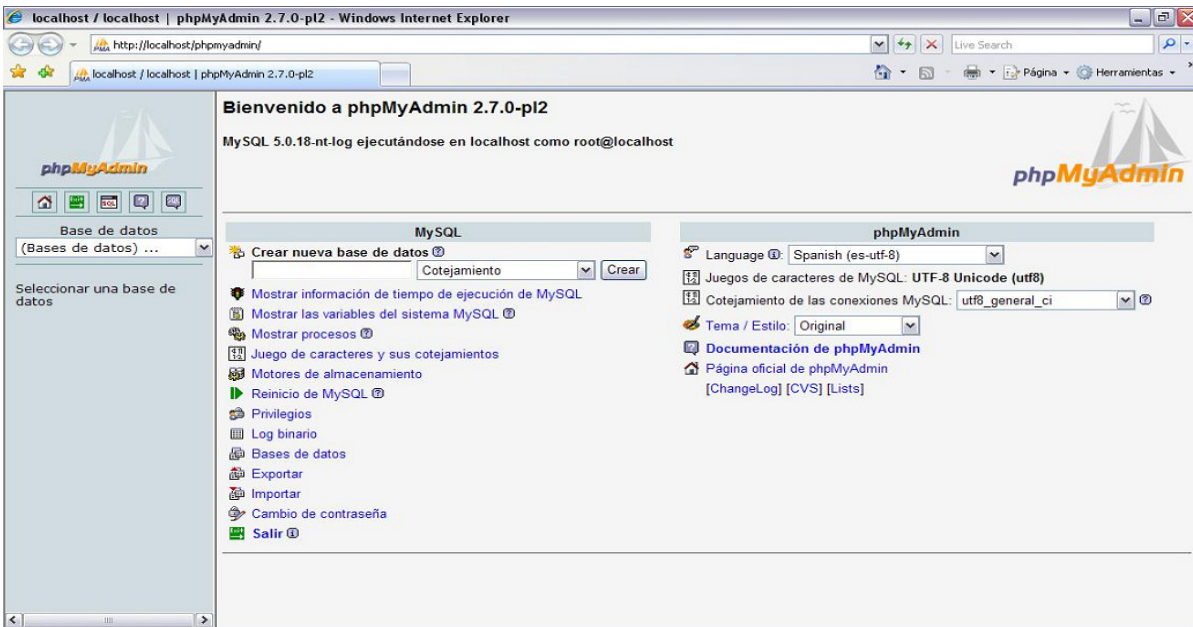 localhost / localhost | phpMyAdmin 2.7.0-pl2 - Windows Internet Explorer
http://localhost/phpmyadmin/
Live Search
localhost / localhost | phpMyAdmin 2.7.0-pl2
Página
Herramientas
phpMyAdmin
Base de datos
(Bases de datos) ...
Seleccionar una base de
datos
Bienvenido a phpMyAdmin 2.7.0-pl2
MySQL 5.0.18-nt-log ejecutándose en localhost como root@localhost
phpMyAdmin
MySQL
Crear nueva base de datos
Cotejamiento
Crear
Mostrar información de tiempo de ejecución de MySQL
Mostrar las variables del sistema MySQL
Mostrar procesos
Juego de caracteres y sus cotejamientos
Motores de almacenamiento
Reinicio de MySQL
Privilegios
Log binario
Bases de datos
Exportar
Importar
Cambio de contraseña
Salir
phpMyAdmin
Language : Spanish (es-utf-8)
Juegos de caracteres de MySQL: UTF-8 Unicode (utf8)
Cotejamiento de las conexiones MySQL: utf8_general_ci
Tema / Estilo: Original
Documentación de phpMyAdmin
Página oficial de phpMyAdmin
[ChangeLog] [CVS] [Lists]